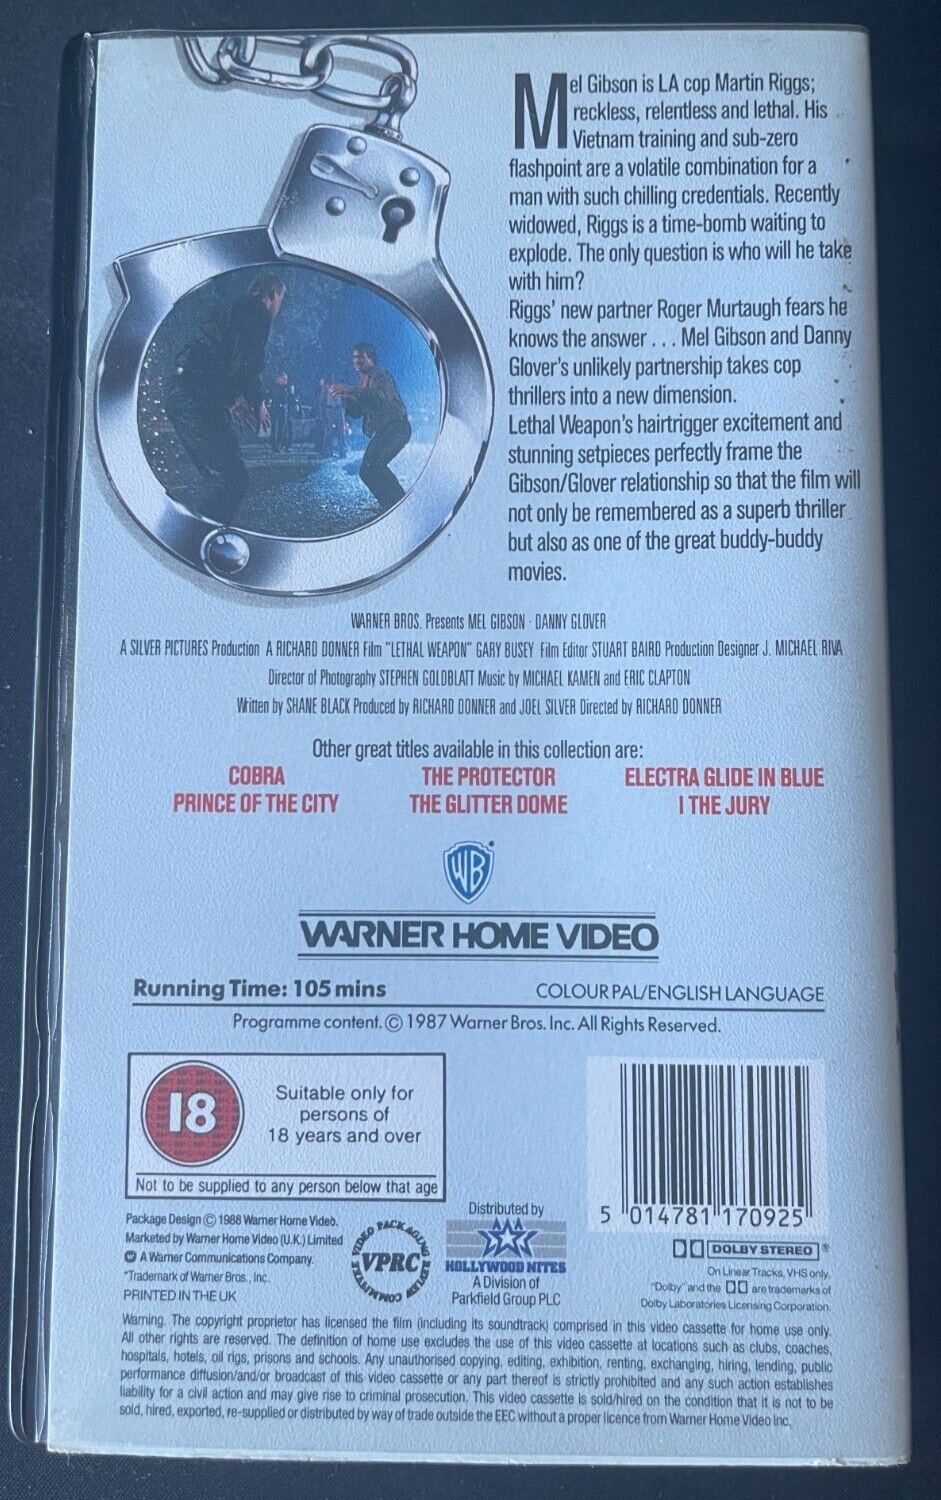 Mel Gibson is LA cop Martin Riggs;
reckless, relentless and lethal. His
Vietnam training and sub-zero
flashpoint are a volatile combination for a
man with such chilling credentials. Recently
widowed, Riggs is a time-bomb waiting to
explode. The only question is who will he take
with him?
Riggs' new partner Roger Murtaugh fears he
knows the answer . . . Mel Gibson and Danny
Glover's unlikely partnership takes cop
thrillers into a new dimension.
Lethal Weapon's hairtrigger excitement and
stunning setpieces perfectly frame the
Gibson/Glover relationship so that the film will
not only be remembered as a superb thriller
but also as one of the great buddy-buddy
movies.
WARNER BROS. Presents MEL GIBSON · DANNY GLOVER
A SILVER PICTURES Production A RICHARD DONNER Film "LETHAL WEAPON" GARY BUSEY Film Editor STUART BAIRD Production Designer J. MICHAEL RIVA
Director of Photography STEPHEN GOLDBLATT Music by MICHAEL KAMEN and ERIC CLAPTON
Written by SHANE BLACK Produced by RICHARD DONNER and JOEL SILVER Directed by RICHARD DONNER
Other great titles available in this collection are:
COBRA THE PROTECTOR ELECTRA GLIDE IN BLUE
PRINCE OF THE CITY THE GLITTER DOME I THE JURY
WB
WARNER HOME VIDEO
Running Time: 105 mins COLOUR PAL/ENGLISH LANGUAGE
Programme content. © 1987 Warner Bros. Inc. All Rights Reserved.
18
Suitable only for
persons of
18 years and over
Not to be supplied to any person below that age
5 014781 170925
Package Design © 1988 Warner Home Video.
Marketed by Warner Home Video (U.K.) Limited
A Warner Communications Company.
*Trademark of Warner Bros., Inc.
PRINTED IN THE UK
VIDEO PACKAGING REVIEW COMMITTEE
VPRC
Distributed by
HOLLYWOOD NITES
A Division of
Parkfield Group PLC
DOLBY STEREO ®
On Linear Tracks, VHS only.
"Dolby" and the are trademarks of
Dolby Laboratories Licensing Corporation.
Warning. The copyright proprietor has licensed the film (including its soundtrack) comprised in this video cassette for home use only.
All other rights are reserved. The definition of home use excludes the use of this video cassette at locations such as clubs, coaches,
hospitals, hotels, oil rigs, prisons and schools. Any unauthorised copying, editing, exhibition, renting, exchanging, hiring, lending, public
performance diffusion/and/or broadcast of this video cassette or any part thereof is strictly prohibited and any such action establishes
liability for a civil action and may give rise to criminal prosecution. This video cassette is sold/hired on the condition that it is not to be
sold, hired, exported, re-supplied or distributed by way of trade outside the EEC without a proper licence from Warner Home Video Inc.